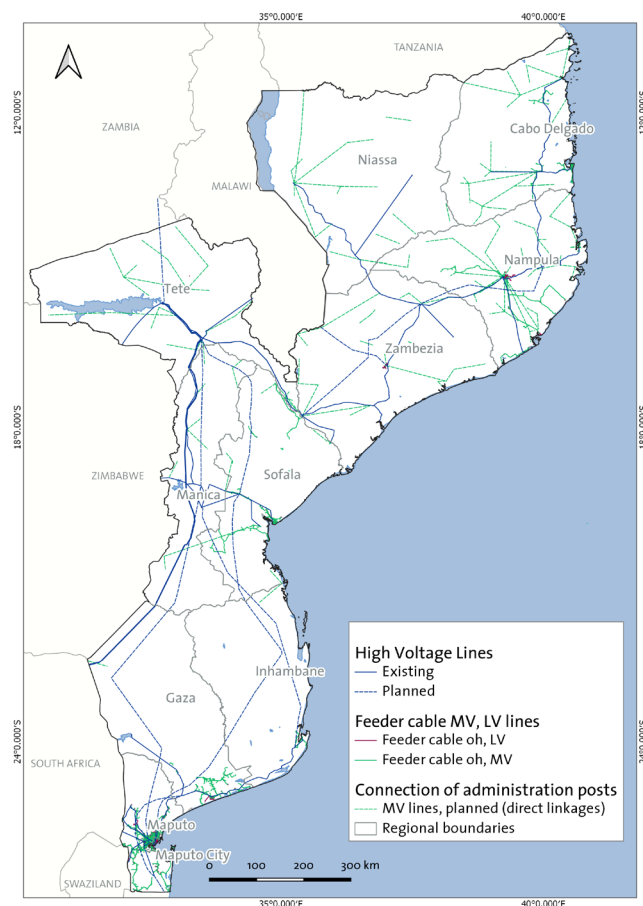 35°0.000'E 40°0.000'E
TANZANIA
12°0.000'S
ZAMBIA
Cabo Delgado
Niassa
MALAWI
Nampula
Tete
Zambezia
18°0.000'S 18°0.000'S
ZIMBABWE
Sofala
Manica
Inhambane
Gaza
24°0.000'S
SOUTH AFRICA
Maputo
Maputo City
SWAZILAND
High Voltage Lines
Existing
Planned
Feeder cable MV, LV lines
Feeder cable oh, LV
Feeder cable oh, MV
Connection of administration posts
MV lines, planned (direct linkages)
Regional boundaries
0 100 200 300 km
35°0.000'E 40°0.000'E